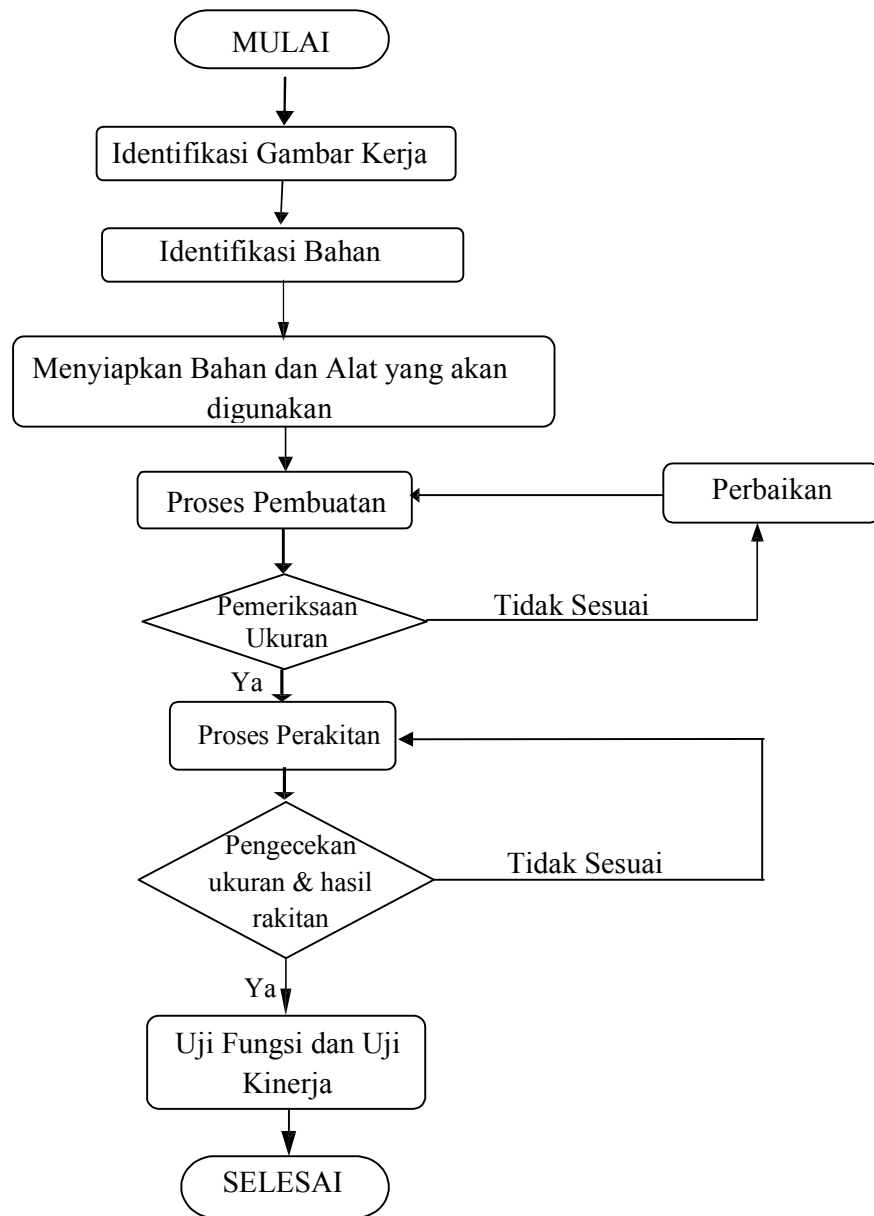 MULAI
Identifikasi Gambar Kerja
Identifikasi Bahan
Menyiapkan Bahan dan Alat yang akan
digunakan
Proses Pembuatan
Perbaikan
Pemeriksaan
Ukuran
Tidak Sesuai
Ya
Proses Perakitan
Pengecekan
ukuran & hasil
rakitan
Tidak Sesuai
Ya
Uji Fungsi dan Uji
Kinerja
SELESAI